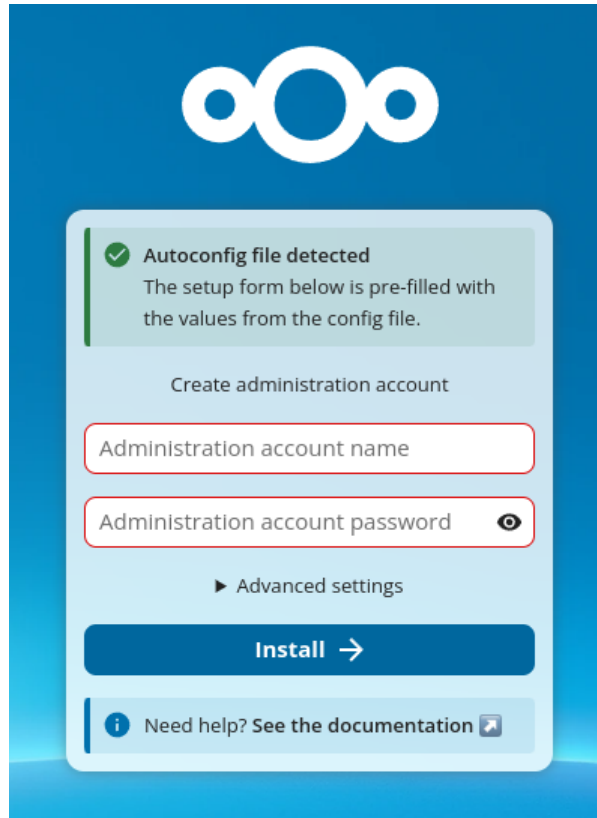 Autoconfig file detected
The setup form below is pre-filled with
the values from the config file.
Create administration account
Administration account name
Administration account password
Advanced settings
Install
Need help? See the documentation